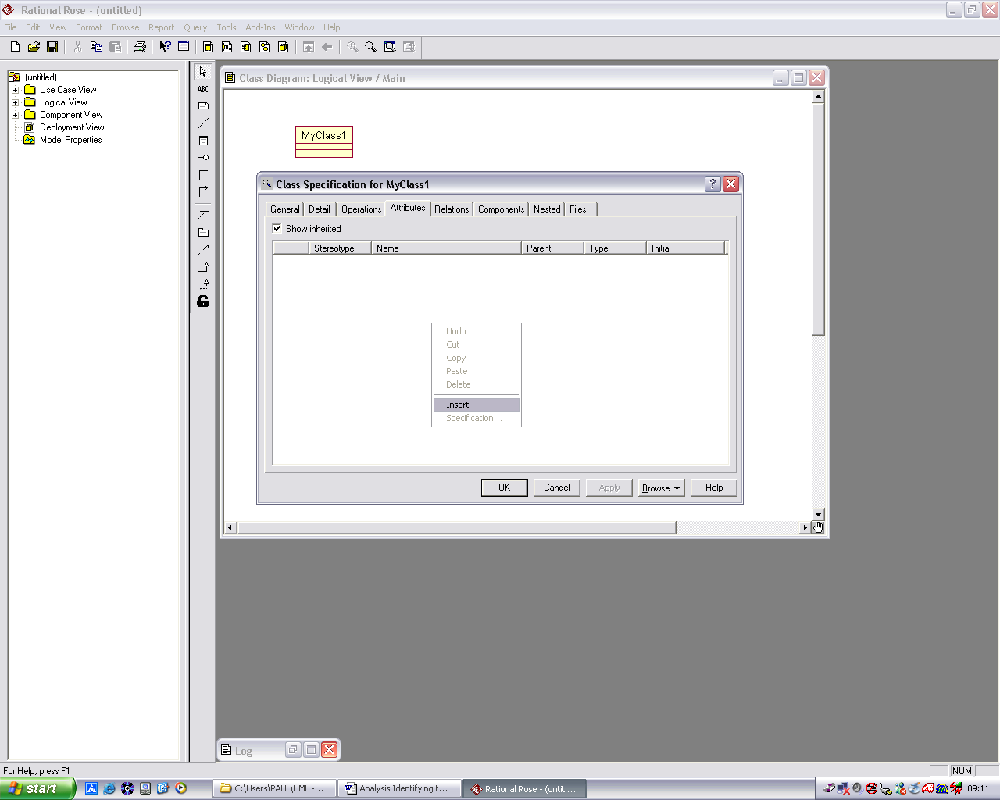 Rational Rose - (untitled)
File Edit View Format Browse Report Query Tools Add-Ins Window Help
(untitled)
Use Case View
Logical View
Component View
Deployment View
Model Properties
ABC
Class Diagram: Logical View / Main
MyClass1
Class Specification for MyClass1
General Detail Operations Attributes Relations Components Nested Files
Show inherited
Stereotype Name Parent Type Initial
Undo
Cut
Copy
Paste
Delete
Insert
Specification...
OK Cancel Apply Browse Help
Log
For Help, press F1
NUM
start
C:\Users\PAUL\UML -...
Analysis Identifying t...
Rational Rose - (untitl...
09:11